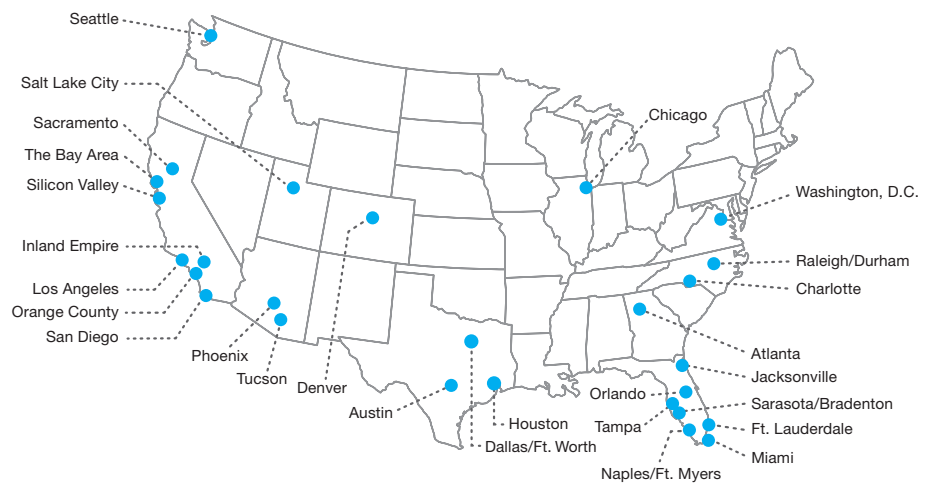 Seattle
Salt Lake City
Sacramento
The Bay Area
Silicon Valley
Inland Empire
Los Angeles
Orange County
San Diego
Phoenix
Tucson
Denver
Austin
Houston
Dallas/Ft. Worth
Chicago
Washington, D.C.
Raleigh/Durham
Charlotte
Atlanta
Jacksonville
Orlando
Sarasota/Bradenton
Tampa
Ft. Lauderdale
Miami
Naples/Ft. Myers